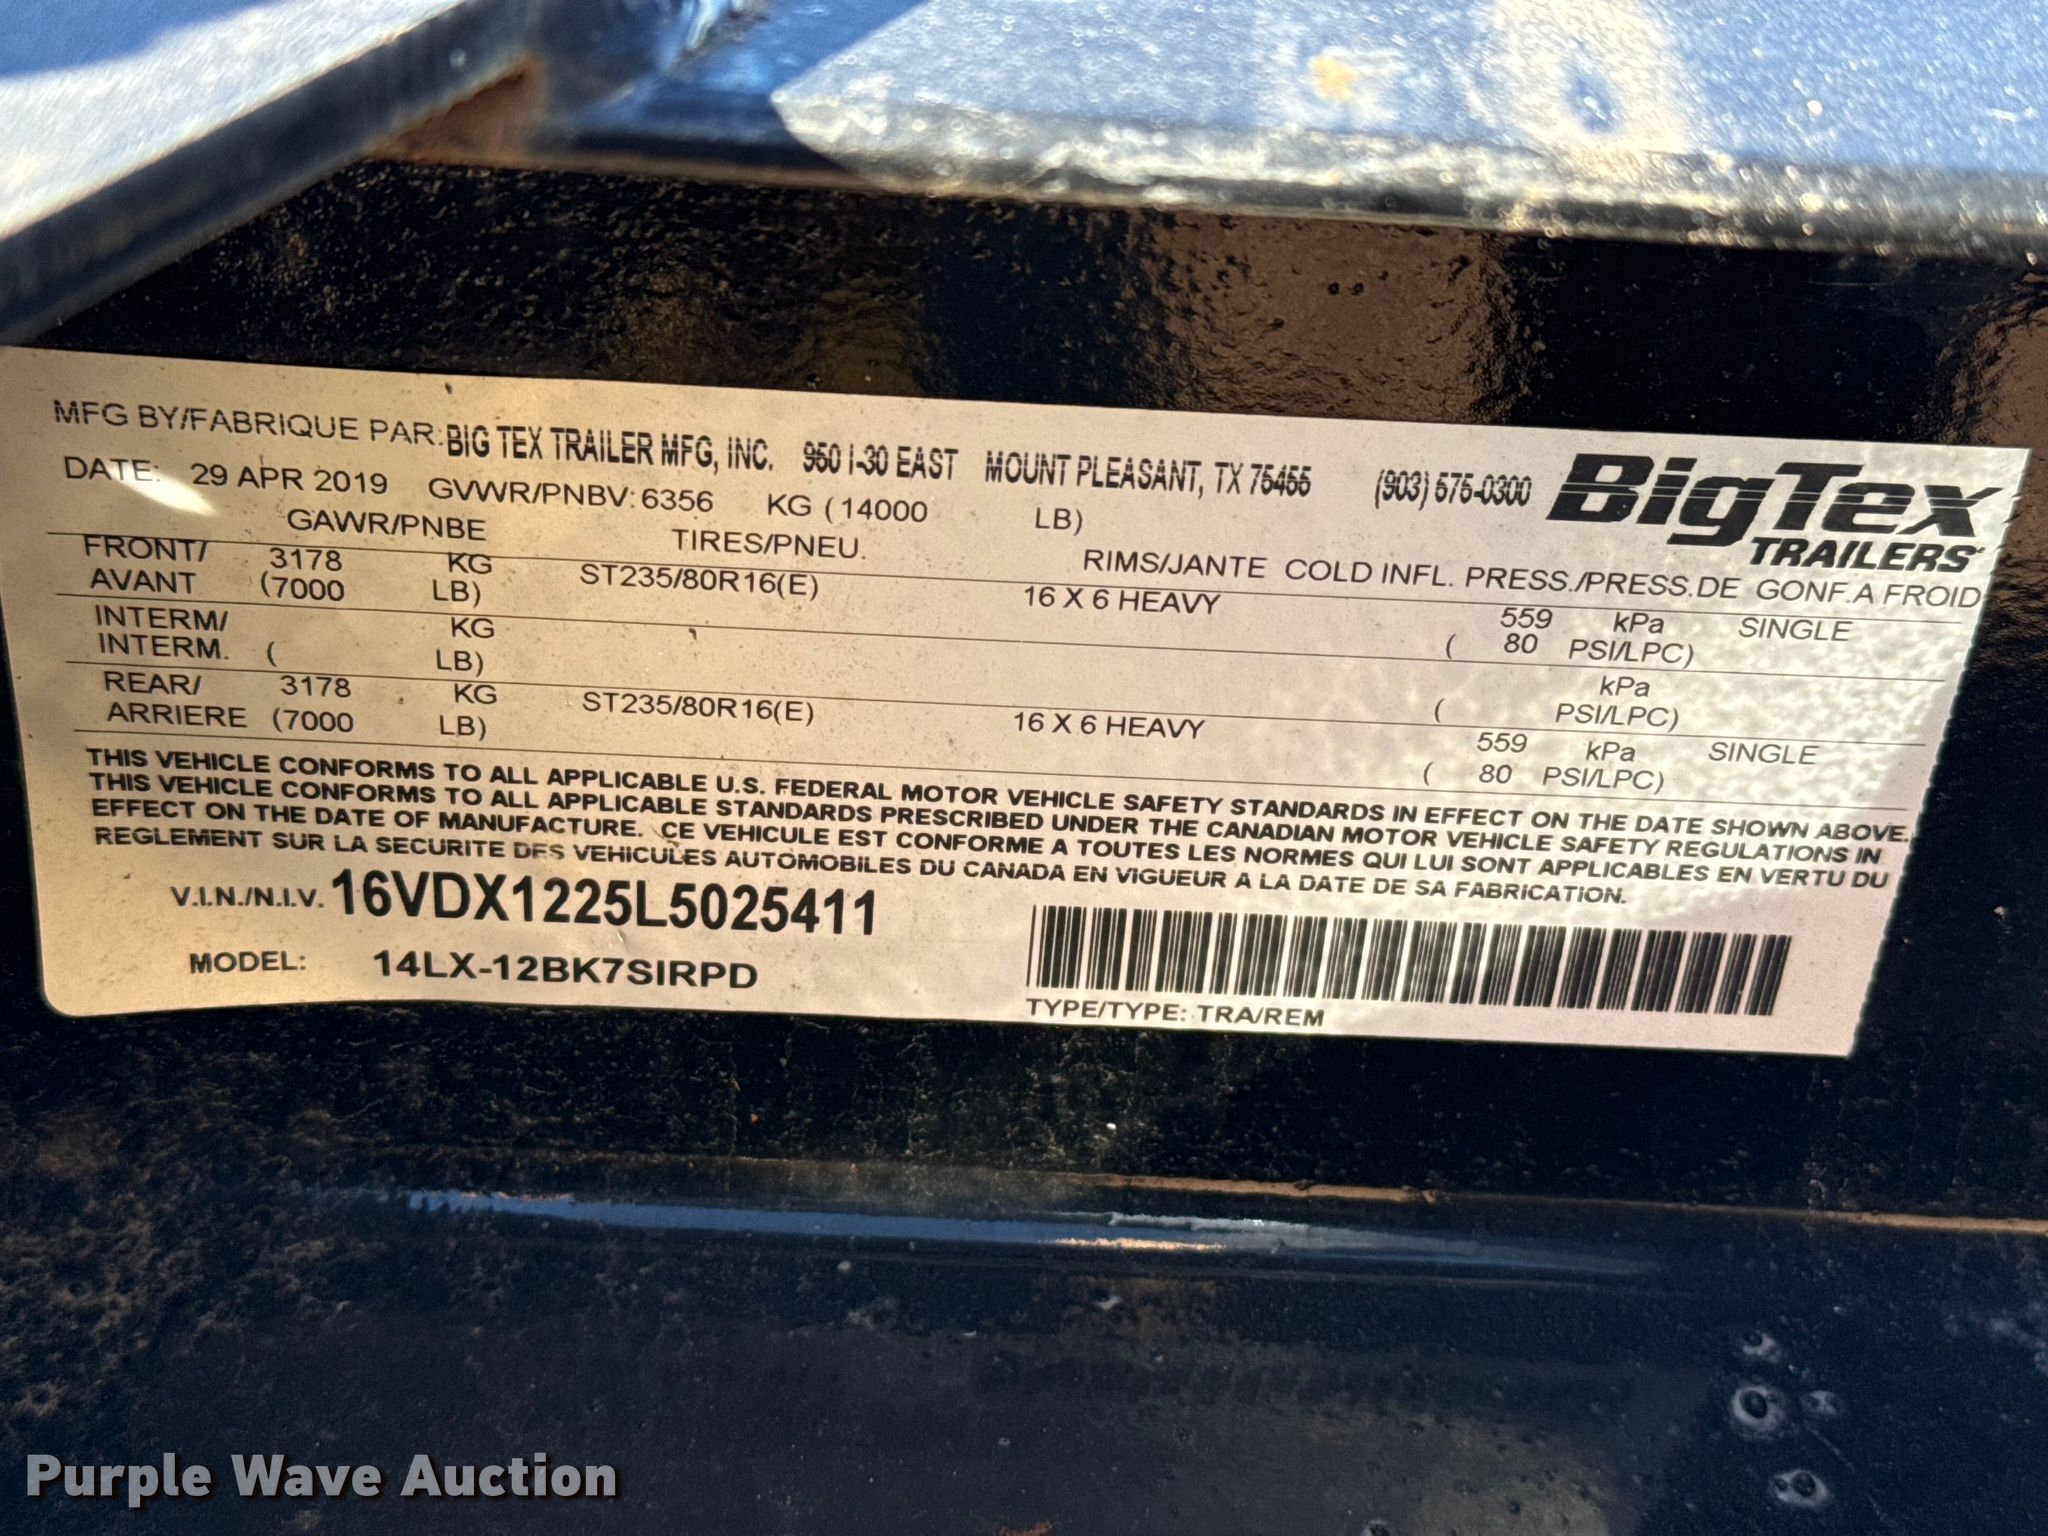 MFG BY/FABRIQUE PAR: BIG TEX TRAILER MFG, INC. 950 I-30 EAST MOUNT PLEASANT, TX 75455 (903) 575-0300 BigTex TRAILERS
DATE: 29 APR 2019 GVWR/PNBV: 6356 KG (14000 LB)
GAWR/PNBE TIRES/PNEU. RIMS/JANTE COLD INFL. PRESS./PRESS.DE GONF.A FROID
FRONT/ 3178 KG ST235/80R16(E) 16 X 6 HEAVY 559 kPa SINGLE
AVANT (7000 LB) ( 80 PSI/LPC)
INTERM/ KG kPa
INTERM. ( LB) ( PSI/LPC)
REAR/ 3178 KG ST235/80R16(E) 16 X 6 HEAVY 559 kPa SINGLE
ARRIERE (7000 LB) ( 80 PSI/LPC)
THIS VEHICLE CONFORMS TO ALL APPLICABLE U.S. FEDERAL MOTOR VEHICLE SAFETY STANDARDS IN EFFECT ON THE DATE SHOWN ABOVE.
THIS VEHICLE CONFORMS TO ALL APPLICABLE STANDARDS PRESCRIBED UNDER THE CANADIAN MOTOR VEHICLE SAFETY REGULATIONS IN
EFFECT ON THE DATE OF MANUFACTURE. CE VEHICULE EST CONFORME A TOUTES LES NORMES QUI LUI SONT APPLICABLES EN VERTU DU
REGLEMENT SUR LA SECURITE DES VEHICULES AUTOMOBILES DU CANADA EN VIGUEUR A LA DATE DE SA FABRICATION.
V.I.N./N.I.V. 16VDX1225L5025411
MODEL: 14LX-12BK7SIRPD
TYPE/TYPE: TRA/REM
Purple Wave Auction